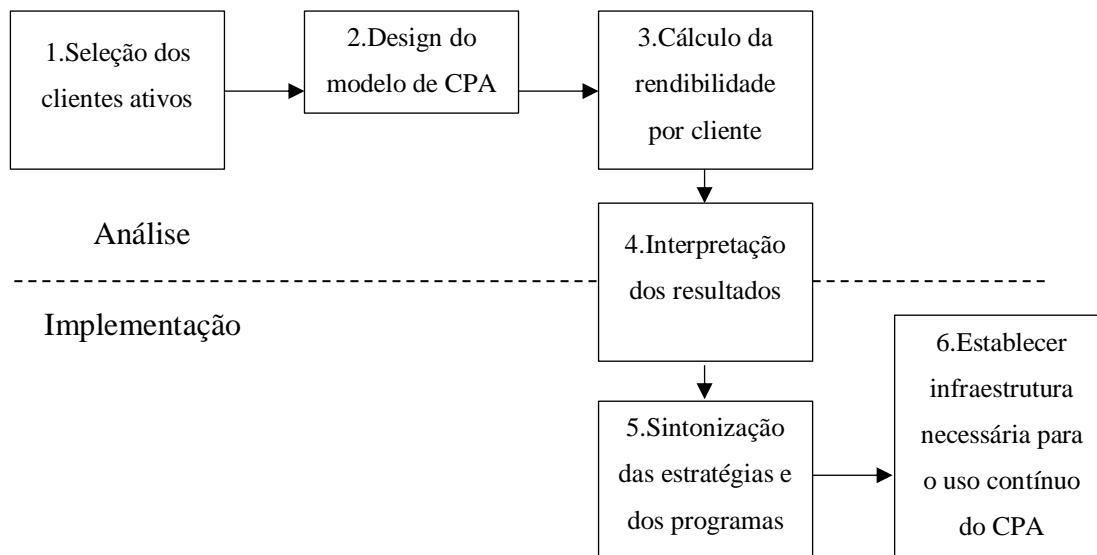 1.Seleção dos
clientes ativos
2.Design do
modelo de CPA
3.Cálculo da
rendibilidade
por cliente
Análise
4.Interpretação
dos resultados
Implementação
5.Sintonização
das estratégias e
dos programas
6.Establecer
infraestrutura
necessária para
o uso contínuo
do CPA